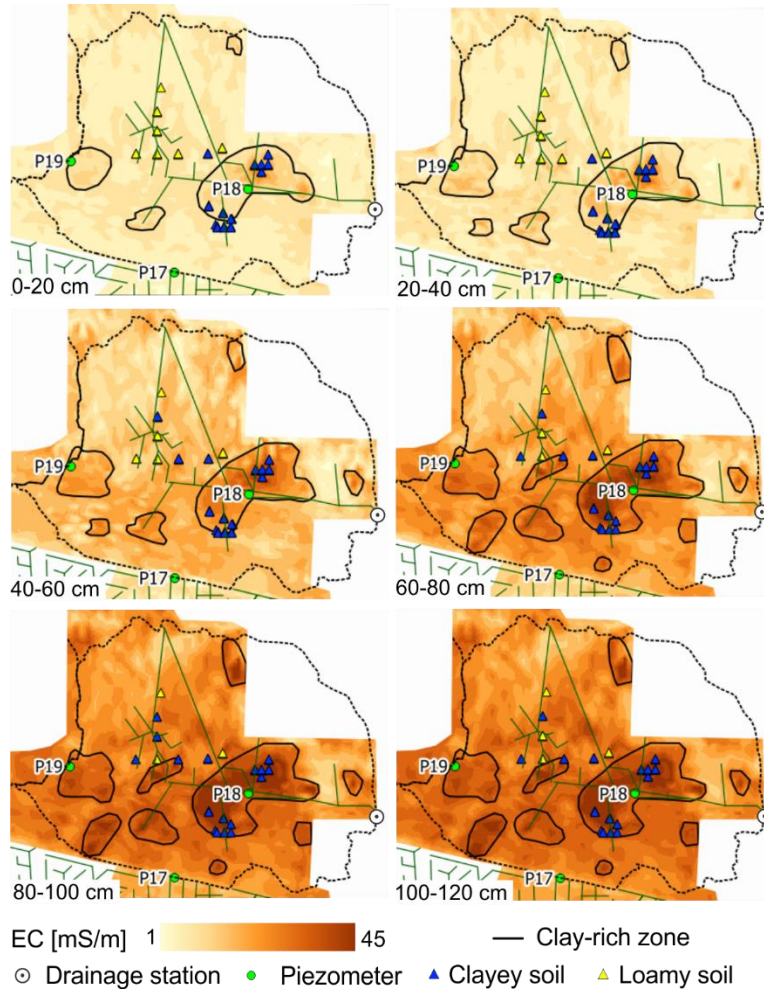 P19
P18
P17
0-20 cm
P19
P18
P17
20-40 cm
P19
P18
P17
40-60 cm
P19
P18
P17
60-80 cm
P19
P18
P17
80-100 cm
P19
P18
P17
100-120 cm
EC [mS/m] 1 45 Clay-rich zone
Drainage station Piezometer Clayey soil Loamy soil